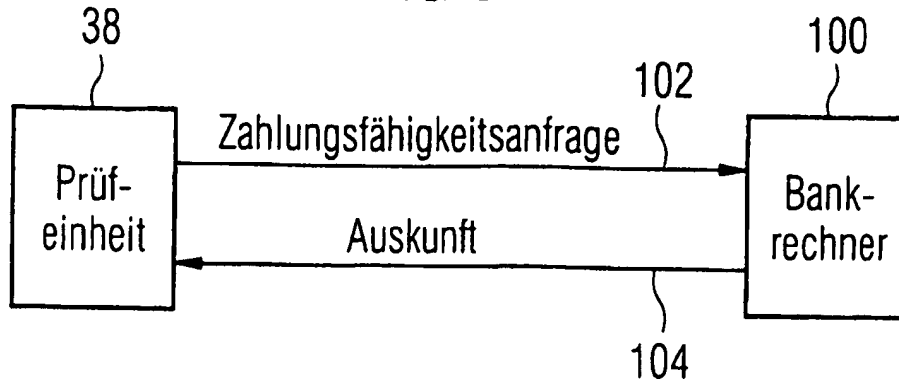 38
100
102
Zahlungsfähigkeitsanfrage
Prüf-
einheit
Bank-
rechner
Auskunft
104